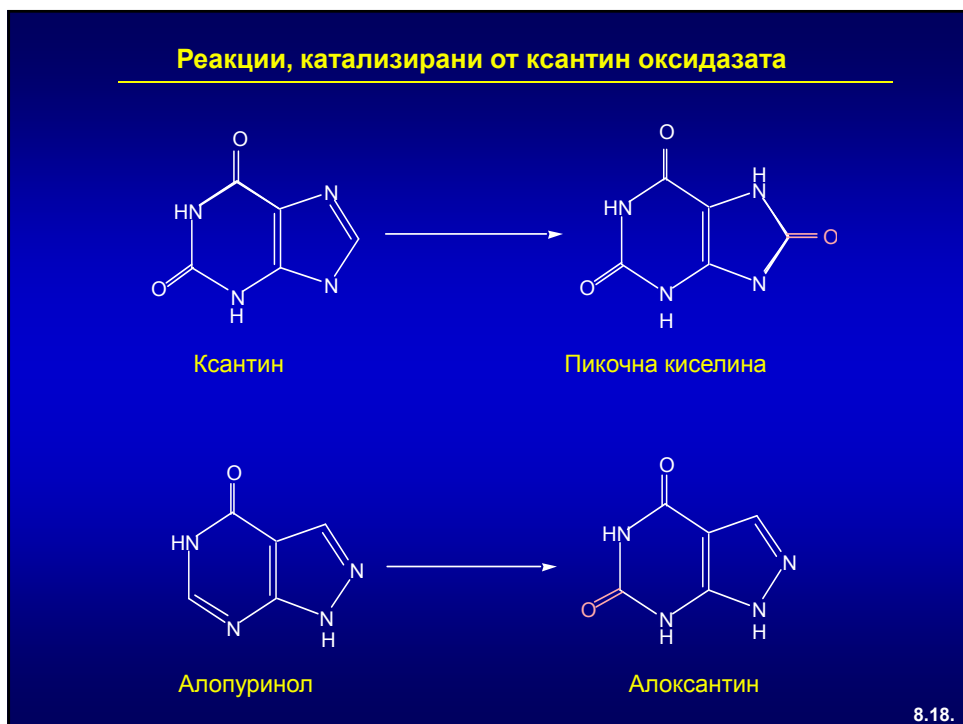 Реакции, катализирани от ксантин оксидазата
O
HN
N
O
N
H
N
Ксантин
O
HN
H
N
O
O
N
H
N
Пикочна киселина
O
HN
N
N
N
H
Алопуринол
O
HN
N
O
N
H
N
H
Алоксантин
8.18.